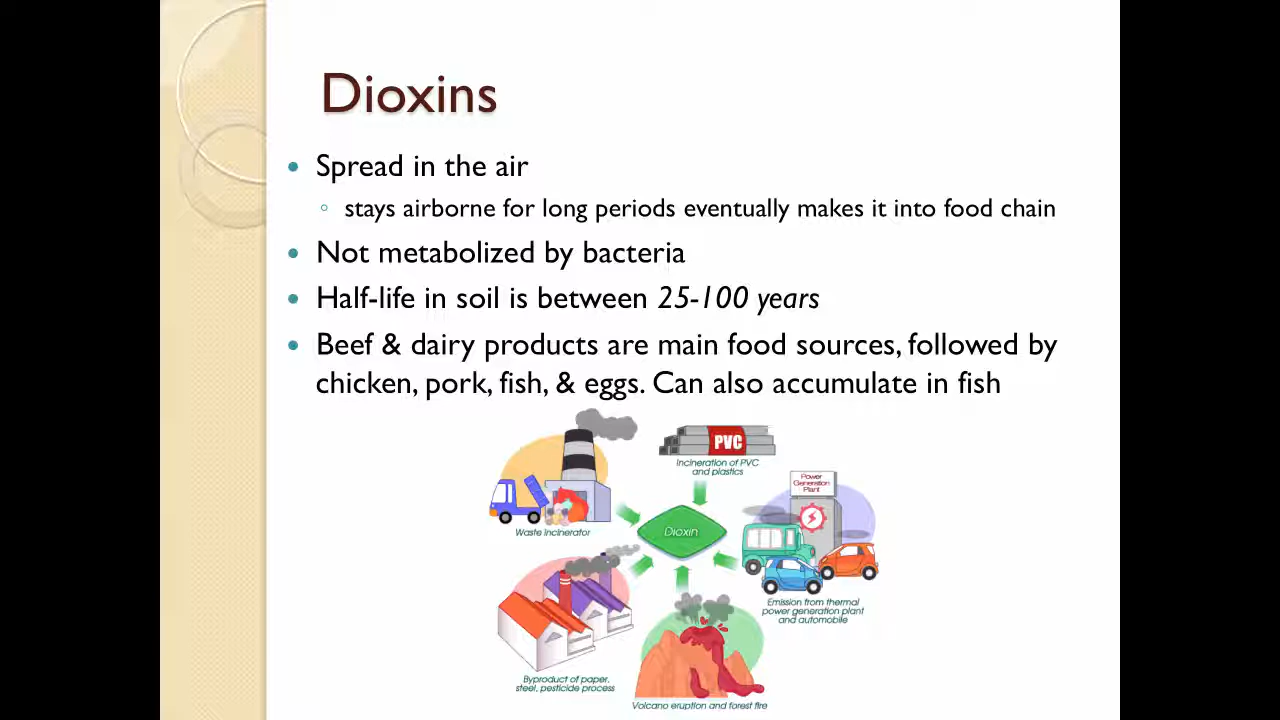 Dioxins
• Spread in the air
◦ stays airborne for long periods eventually makes it into food chain
• Not metabolized by bacteria
• Half-life in soil is between 25-100 years
• Beef & dairy products are main food sources, followed by
chicken, pork, fish, & eggs. Can also accumulate in fish
PVC
Incineration of PVC
and plastics
Power
Generation
Plant
Waste incinerator
Dioxin
Emission from thermal
power generation plant
and automobile
Byproduct of paper,
steel, pesticide process
Volcano eruption and forest fire